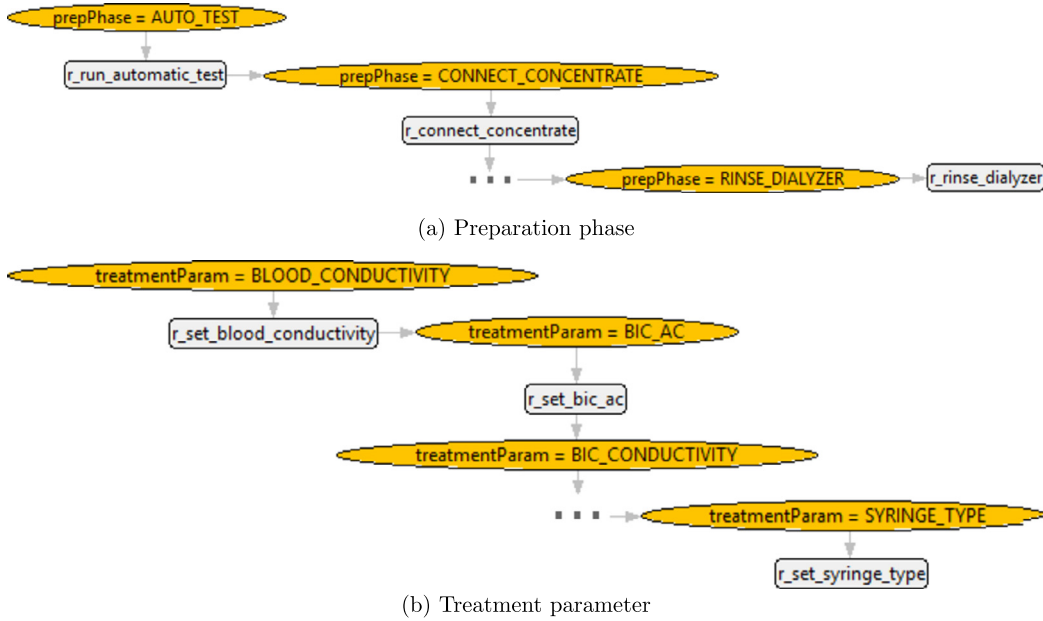 prepPhase = AUTO_TEST
r_run_automatic_test
prepPhase = CONNECT_CONCENTRATE
r_connect_concentrate
prepPhase = RINSE_DIALYZER
r_rinse_dialyzer
(a) Preparation phase
treatmentParam = BLOOD_CONDUCTIVITY
r_set_blood_conductivity
treatmentParam = BIC_AC
r_set_bic_ac
treatmentParam = BIC_CONDUCTIVITY
treatmentParam = SYRINGE_TYPE
r_set_syringe_type
(b) Treatment parameter